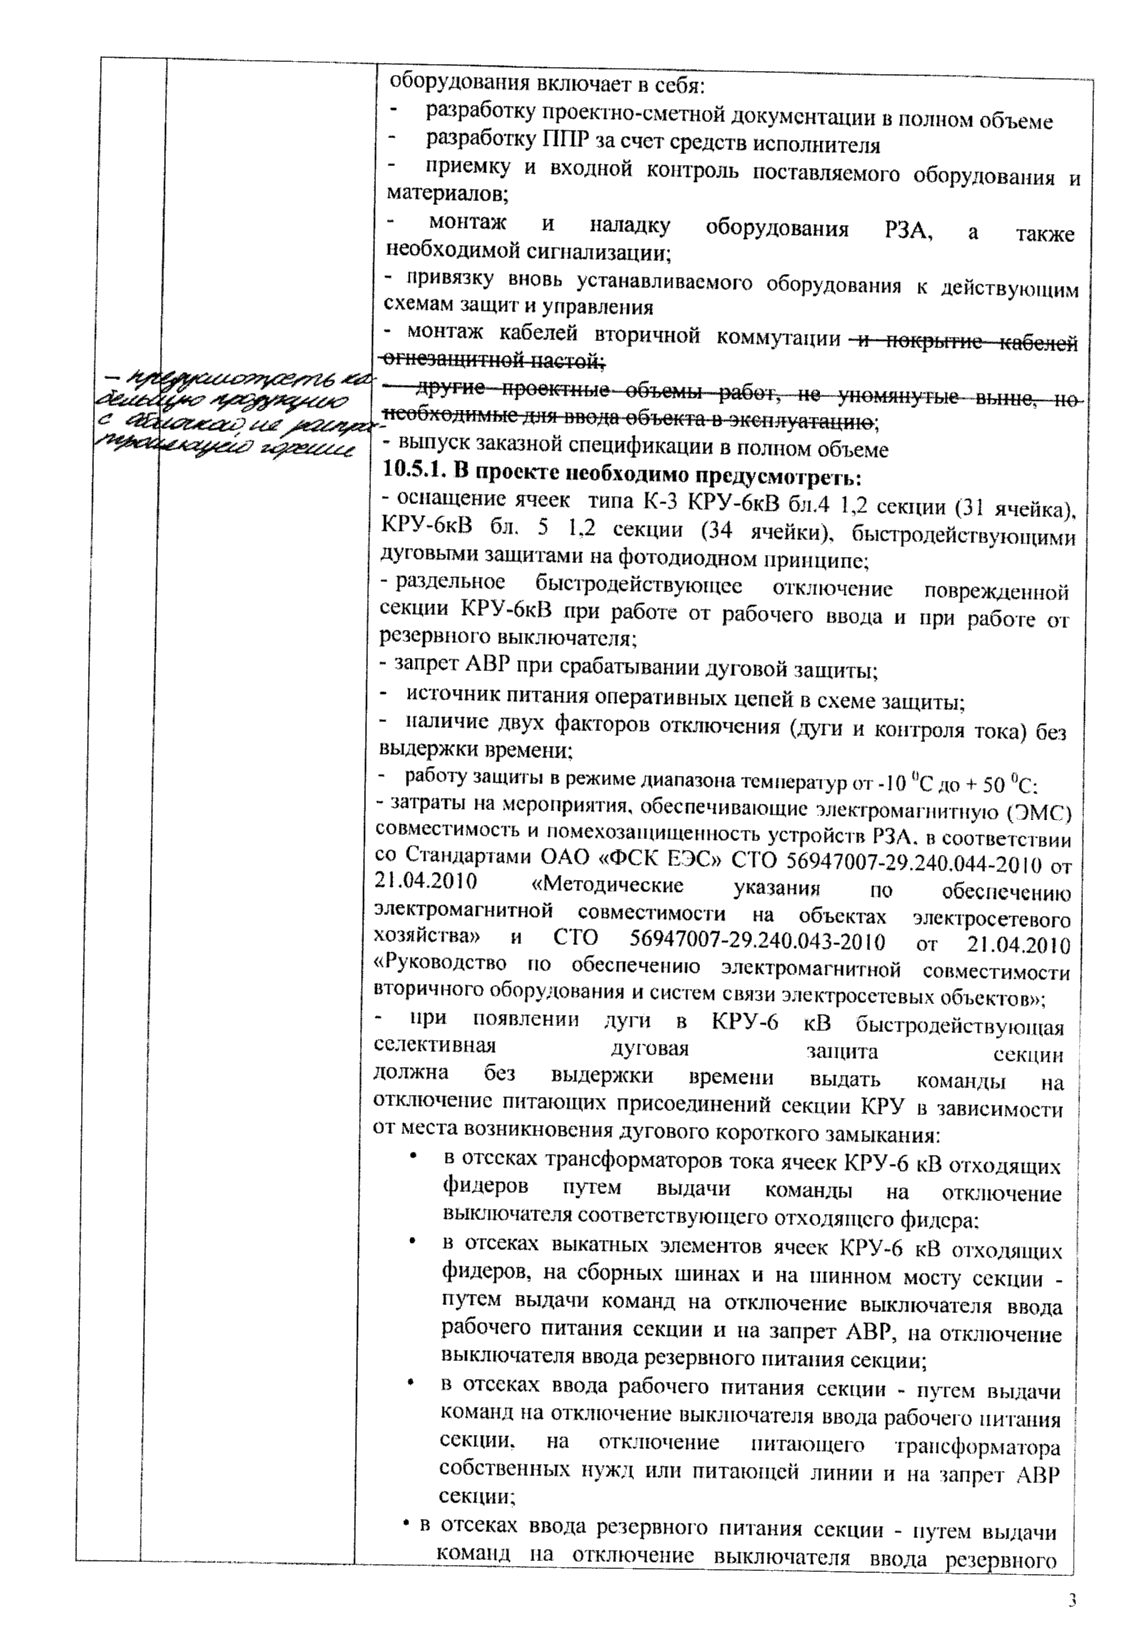 оборудования включает в себя:
- разработку проектно-сметной документации в полном объеме
- разработку ППР за счет средств исполнителя
- приемку и входной контроль поставляемого оборудования и
материалов;
- монтаж и наладку оборудования РЗА, а также
необходимой сигнализации;
- привязку вновь устанавливаемого оборудования к действующим
схемам защит и управления
- монтаж кабелей вторичной коммутации и покрытие кабелей
огнезащитной пастой;
- другие проектные объемы работ, не упомянутые выше, но
необходимые для ввода объекта в эксплуатацию;
- предусмотреть ка-
бельную продукцию
с оболочкой, не распро-
страняющей горение
- выпуск заказной спецификации в полном объеме
10.5.1. В проекте необходимо предусмотреть:
- оснащение ячеек типа К-3 КРУ-6кВ бл.4 1,2 секции (31 ячейка),
КРУ-6кВ бл. 5 1,2 секции (34 ячейки), быстродействующими
дуговыми защитами на фотодиодном принципе;
- раздельное быстродействующее отключение поврежденной
секции КРУ-6кВ при работе от рабочего ввода и при работе от
резервного выключателя;
- запрет АВР при срабатывании дуговой защиты;
- источник питания оперативных цепей в схеме защиты;
- наличие двух факторов отключения (дуги и контроля тока) без
выдержки времени;
- работу защиты в режиме диапазона температур от -10 ⁰С до + 50 ⁰С;
- затраты на мероприятия, обеспечивающие электромагнитную (ЭМС)
совместимость и помехозащищенность устройств РЗА, в соответствии
со Стандартами ОАО «ФСК ЕЭС» СТО 56947007-29.240.044-2010 от
21.04.2010 «Методические указания по обеспечению
электромагнитной совместимости на объектах электросетевого
хозяйства» и СТО 56947007-29.240.043-2010 от 21.04.2010
«Руководство по обеспечению электромагнитной совместимости
вторичного оборудования и систем связи электросетевых объектов»;
- при появлении дуги в КРУ-6 кВ быстродействующая
селективная дуговая защита секции
должна без выдержки времени выдать команды на
отключение питающих присоединений секции КРУ в зависимости
от места возникновения дугового короткого замыкания:
• в отсеках трансформаторов тока ячеек КРУ-6 кВ отходящих
фидеров путем выдачи команды на отключение
выключателя соответствующего отходящего фидера;
• в отсеках выкатных элементов ячеек КРУ-6 кВ отходящих
фидеров, на сборных шинах и на шинном мосту секции -
путем выдачи команд на отключение выключателя ввода
рабочего питания секции и на запрет АВР, на отключение
выключателя ввода резервного питания секции;
• в отсеках ввода рабочего питания секции - путем выдачи
команд на отключение выключателя ввода рабочего питания
секции, на отключение питающего трансформатора
собственных нужд или питающей линии и на запрет АВР
секции;
• в отсеках ввода резервного питания секции - путем выдачи
команд на отключение выключателя ввода резервного
3